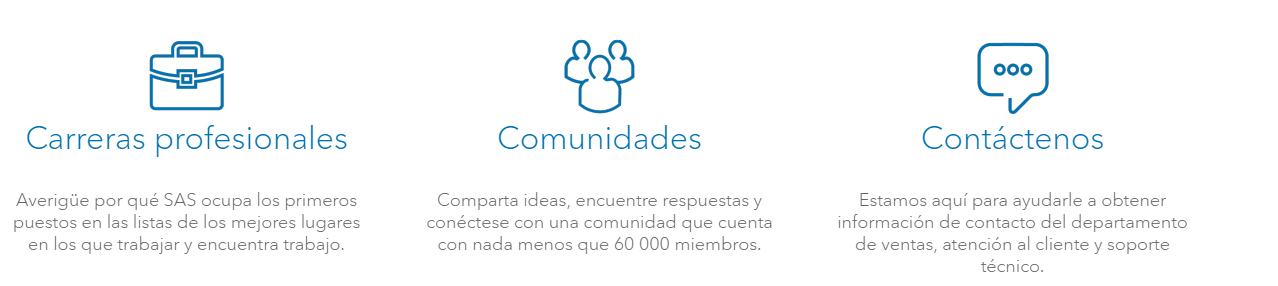 Carreras profesionales
Averigüe por qué SAS ocupa los primeros
puestos en las listas de los mejores lugares
en los que trabajar y encuentra trabajo.
Comunidades
Comparta ideas, encuentre respuestas y
conéctese con una comunidad que cuenta
con nada menos que 60 000 miembros.
Contáctenos
Estamos aquí para ayudarle a obtener
información de contacto del departamento
de ventas, atención al cliente y soporte
técnico.